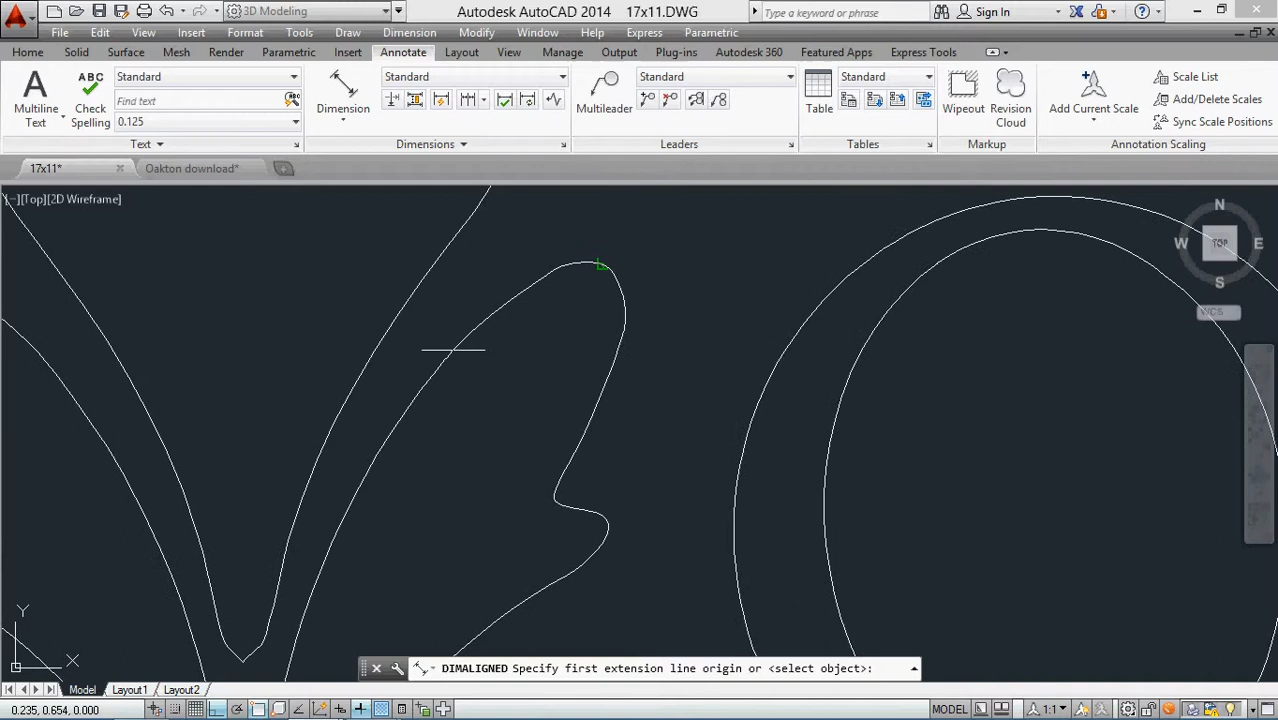 3D Modeling
Autodesk AutoCAD 2014 17x11.DWG
Type a keyword or phrase
Sign In
File Edit View Insert Format Tools Draw Dimension Modify Window Help Express Parametric
Home Solid Surface Mesh Render Parametric Insert Annotate Layout View Manage Output Plug-ins Autodesk 360 Featured Apps Express Tools
A
Multiline
Text
ABC
Check
Spelling
Standard
Find text
0.125
Text
Dimension
Standard
Dimensions
Multileader
Standard
Leaders
Table
Standard
Tables
Wipeout
Revision
Cloud
Markup
Add Current Scale
Scale List
Add/Delete Scales
Sync Scale Positions
Annotation Scaling
17x11*
Oakton download*
[−][Top][2D Wireframe]
N
W
TOP
E
S
WCS
Y
X
DIMALIGNED Specify first extension line origin or <select object>:
Model Layout1 Layout2
0.235, 0.654, 0.000
MODEL
1:1